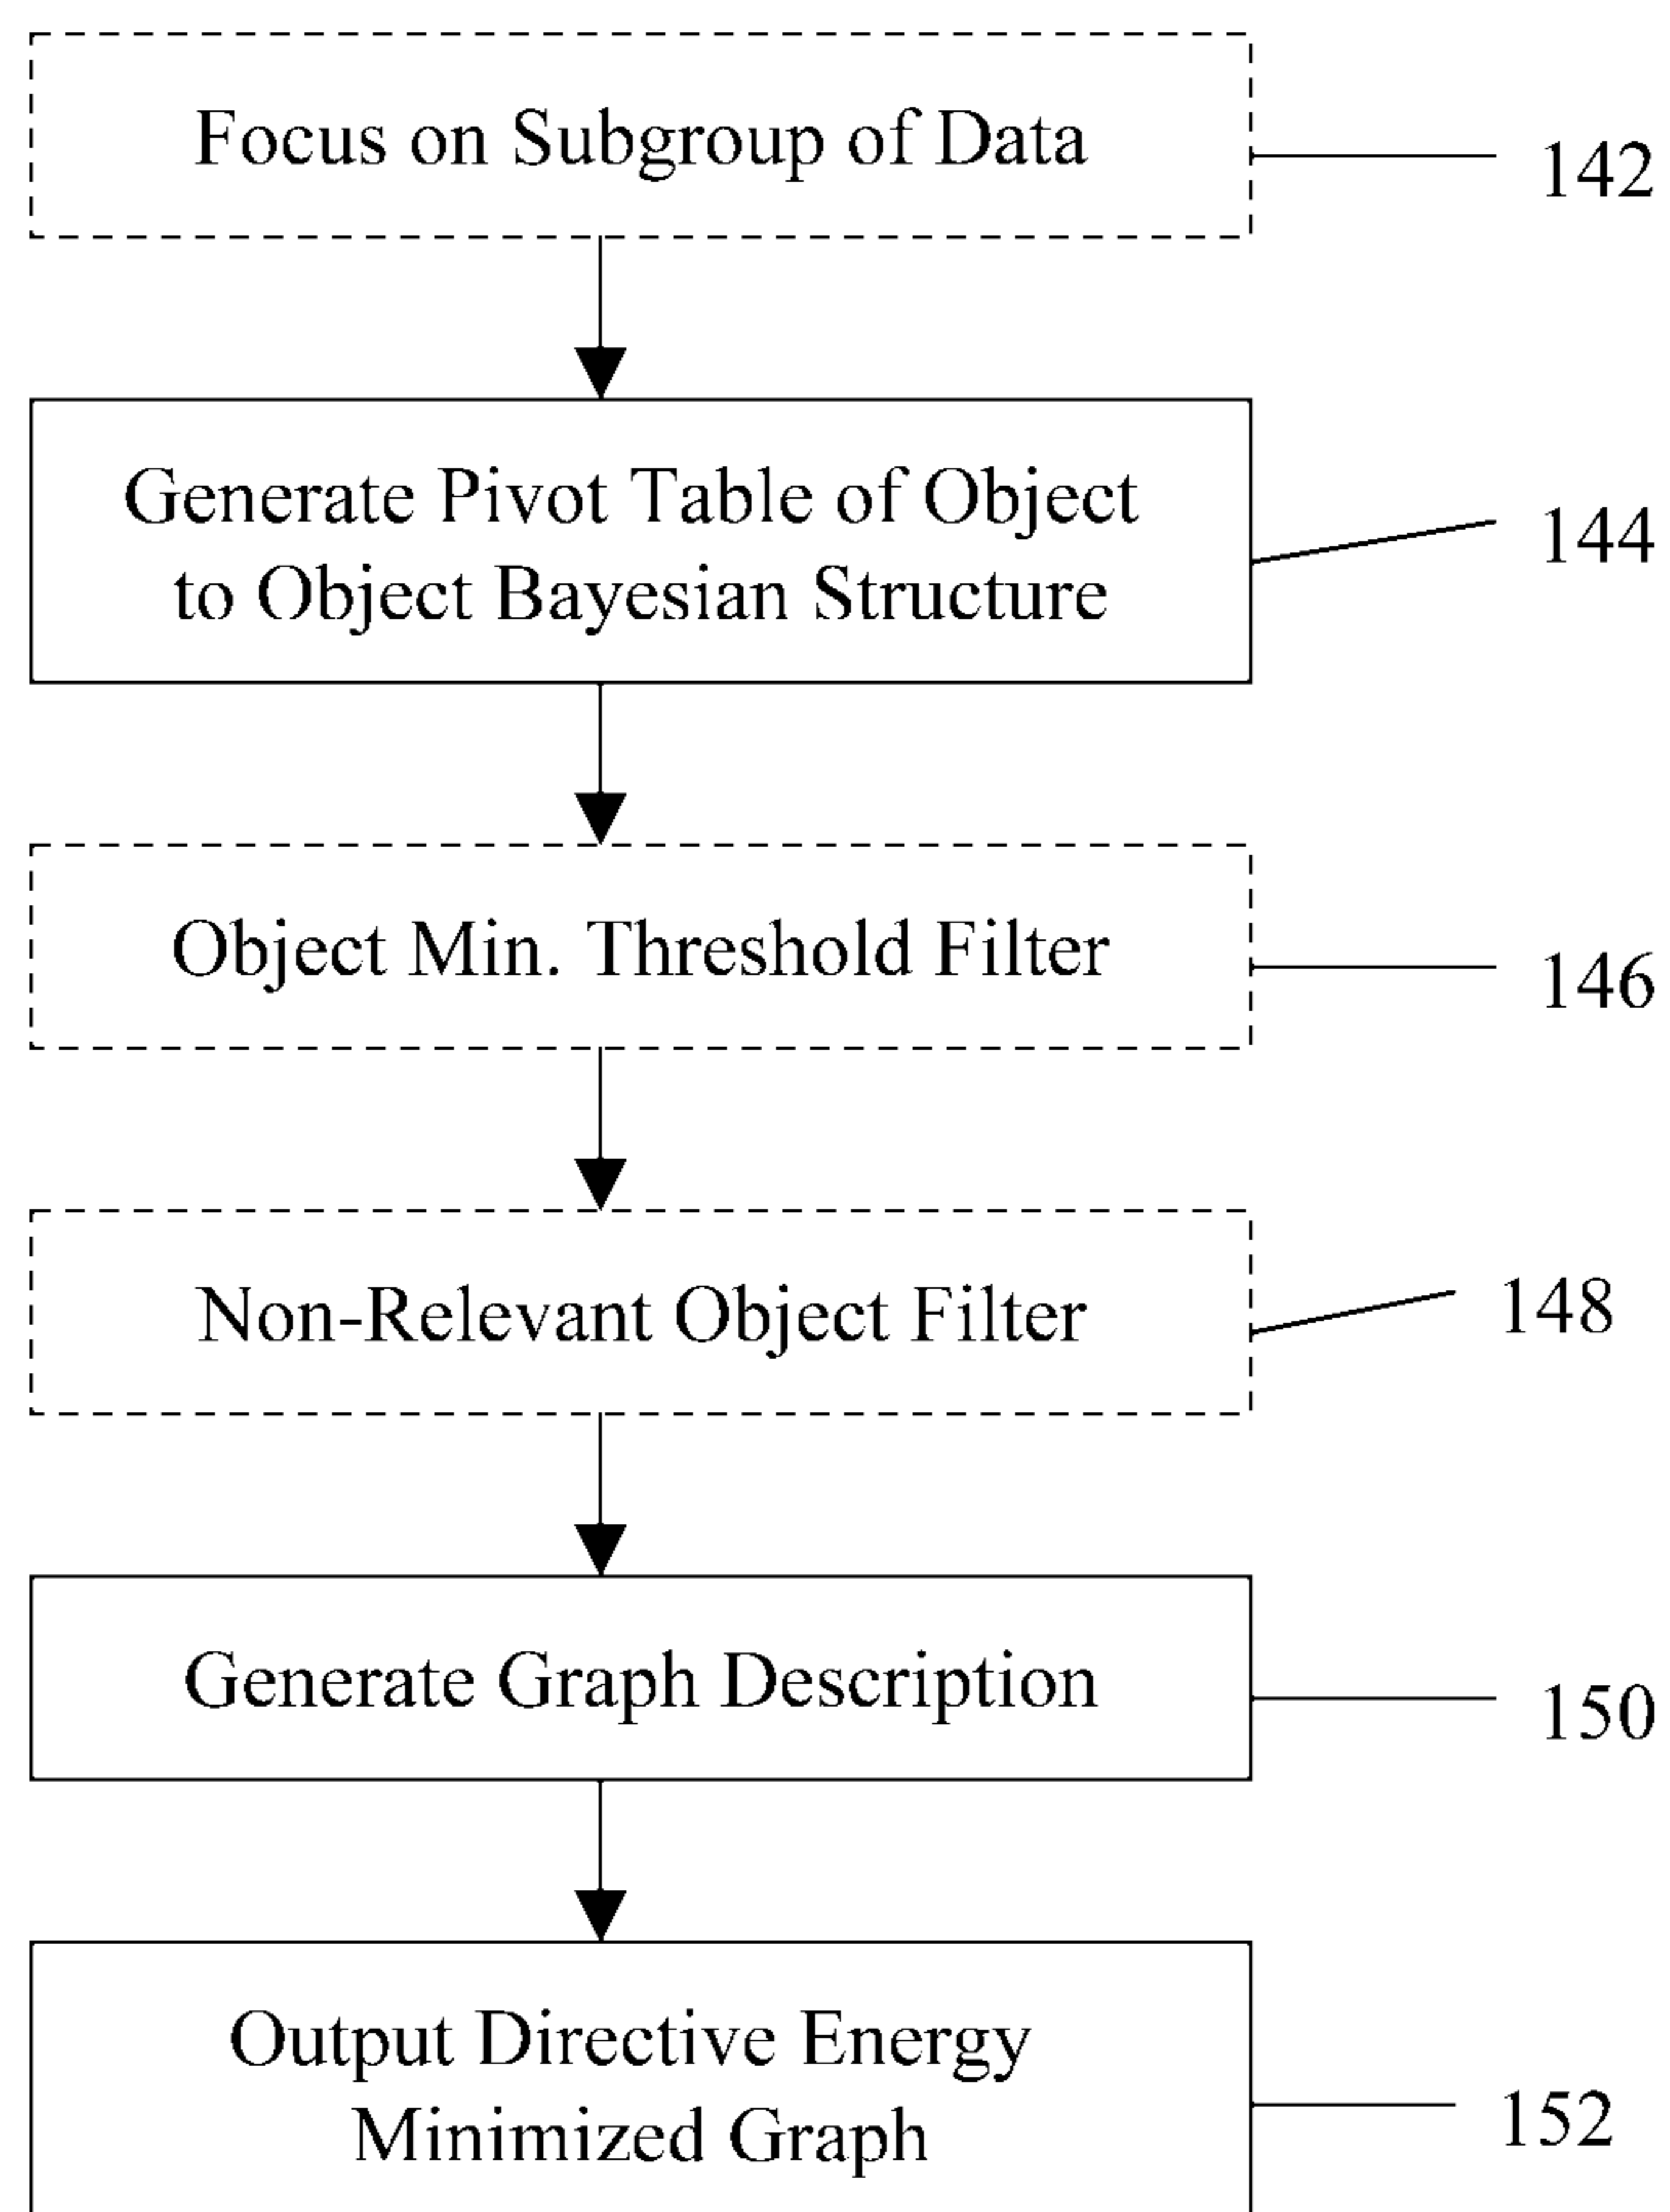 Focus on Subgroup of Data
142
Generate Pivot Table of Object
to Object Bayesian Structure
144
Object Min. Threshold Filter
146
Non-Relevant Object Filter
148
Generate Graph Description
150
Output Directive Energy
Minimized Graph
152